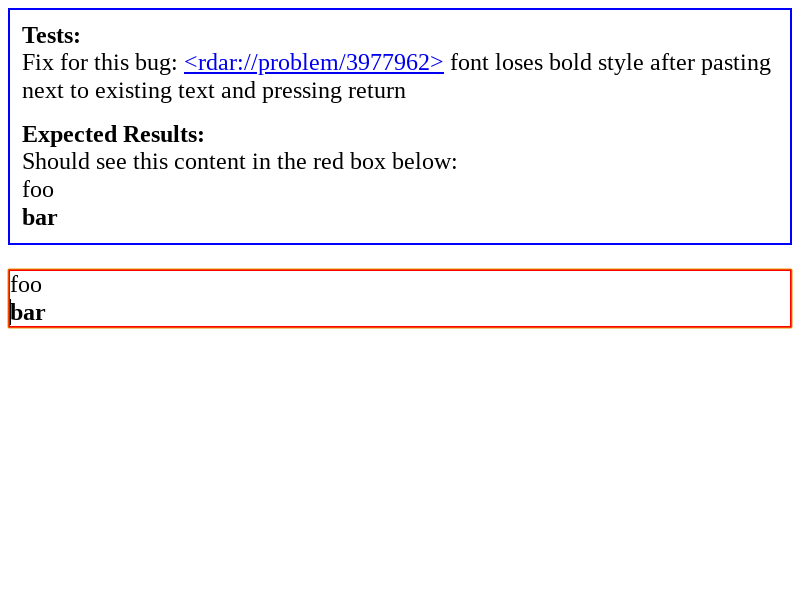 Tests:
Fix for this bug: <rdar://problem/3977962> font loses bold style after pasting
next to existing text and pressing return
Expected Results:
Should see this content in the red box below:
foo
bar
foo
bar